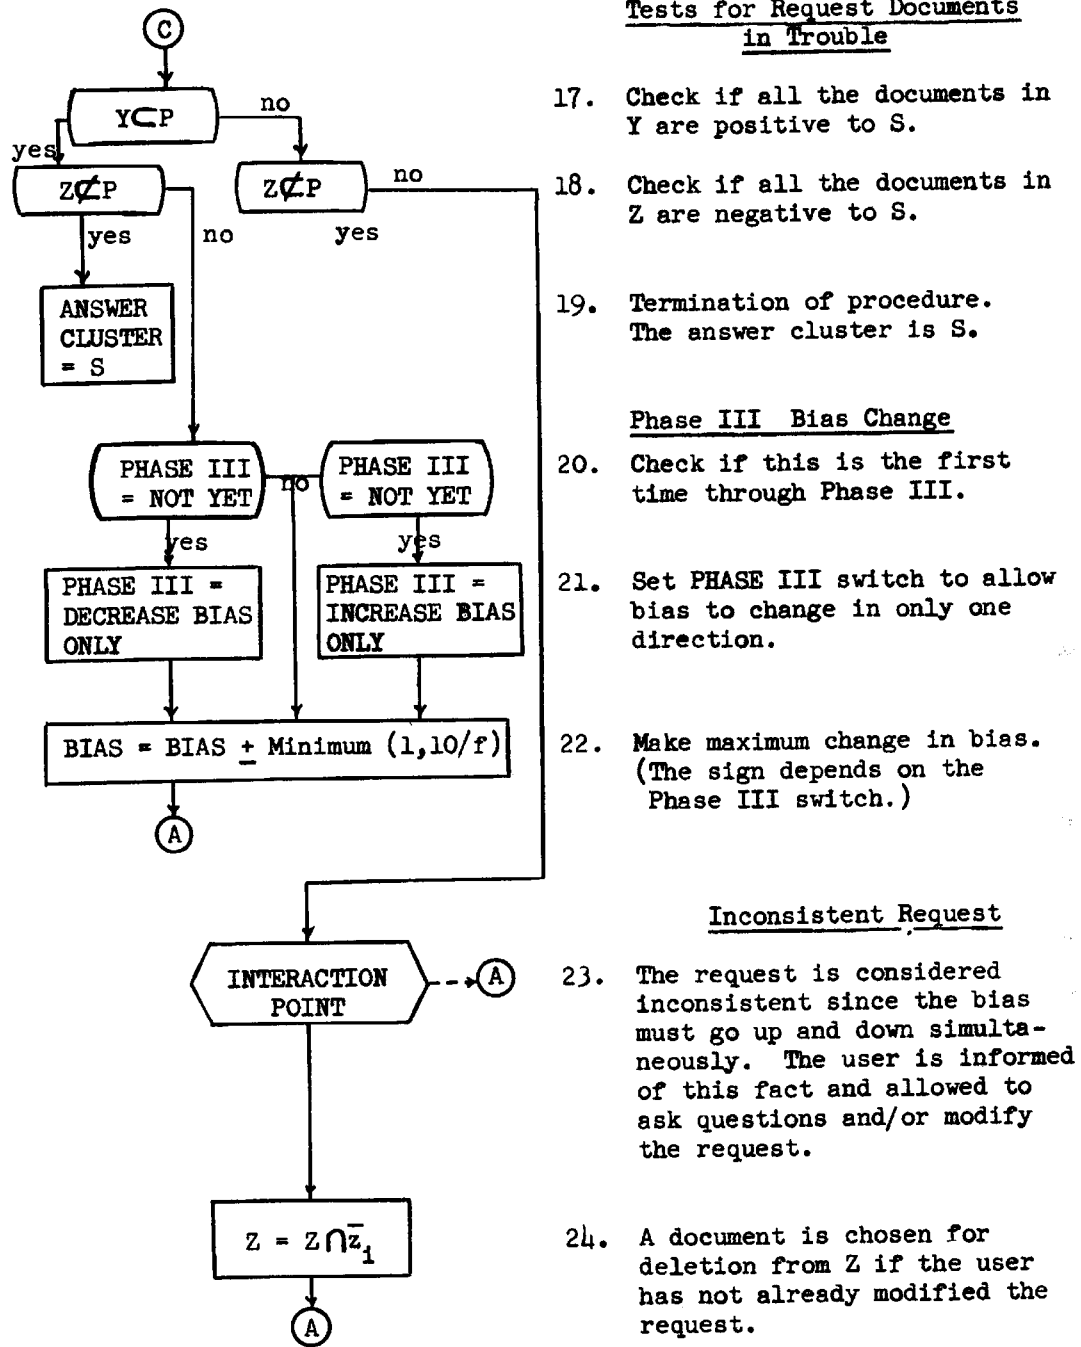 C
Y⊂P
no
yes
Z⊄P
yes
no
Z⊄P
no
yes
ANSWER
CLUSTER
= S
PHASE III
= NOT YET
no
PHASE III
= NOT YET
yes
yes
PHASE III =
DECREASE BIAS
ONLY
PHASE III =
INCREASE BIAS
ONLY
BIAS = BIAS ± Minimum (1,10/f)
A
INTERACTION
POINT
A
Z = Z ∩ z̄₁
A
Tests for Request Documents
in Trouble
17. Check if all the documents in
Y are positive to S.
18. Check if all the documents in
Z are negative to S.
19. Termination of procedure.
The answer cluster is S.
Phase III Bias Change
20. Check if this is the first
time through Phase III.
21. Set PHASE III switch to allow
bias to change in only one
direction.
22. Make maximum change in bias.
(The sign depends on the
Phase III switch.)
Inconsistent Request
23. The request is considered
inconsistent since the bias
must go up and down simulta-
neously. The user is informed
of this fact and allowed to
ask questions and/or modify
the request.
24. A document is chosen for
deletion from Z if the user
has not already modified the
request.